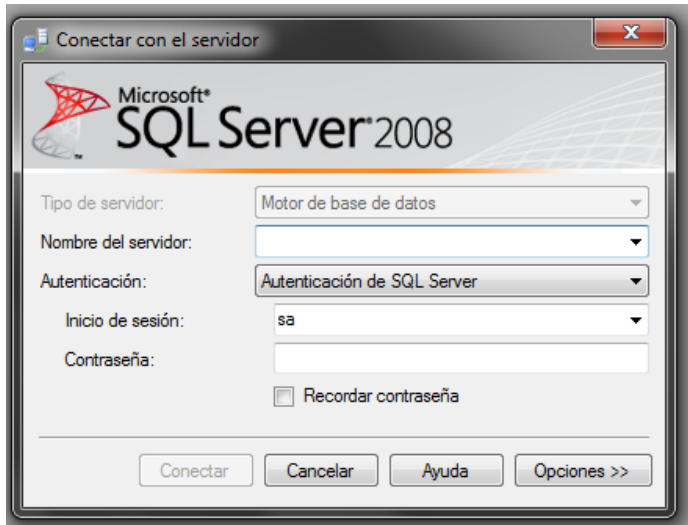 Conectar con el servidor
Microsoft®
SQL Server® 2008
Tipo de servidor: Motor de base de datos
Nombre del servidor:
Autenticación: Autenticación de SQL Server
Inicio de sesión: sa
Contraseña:
Recordar contraseña
Conectar Cancelar Ayuda Opciones >>